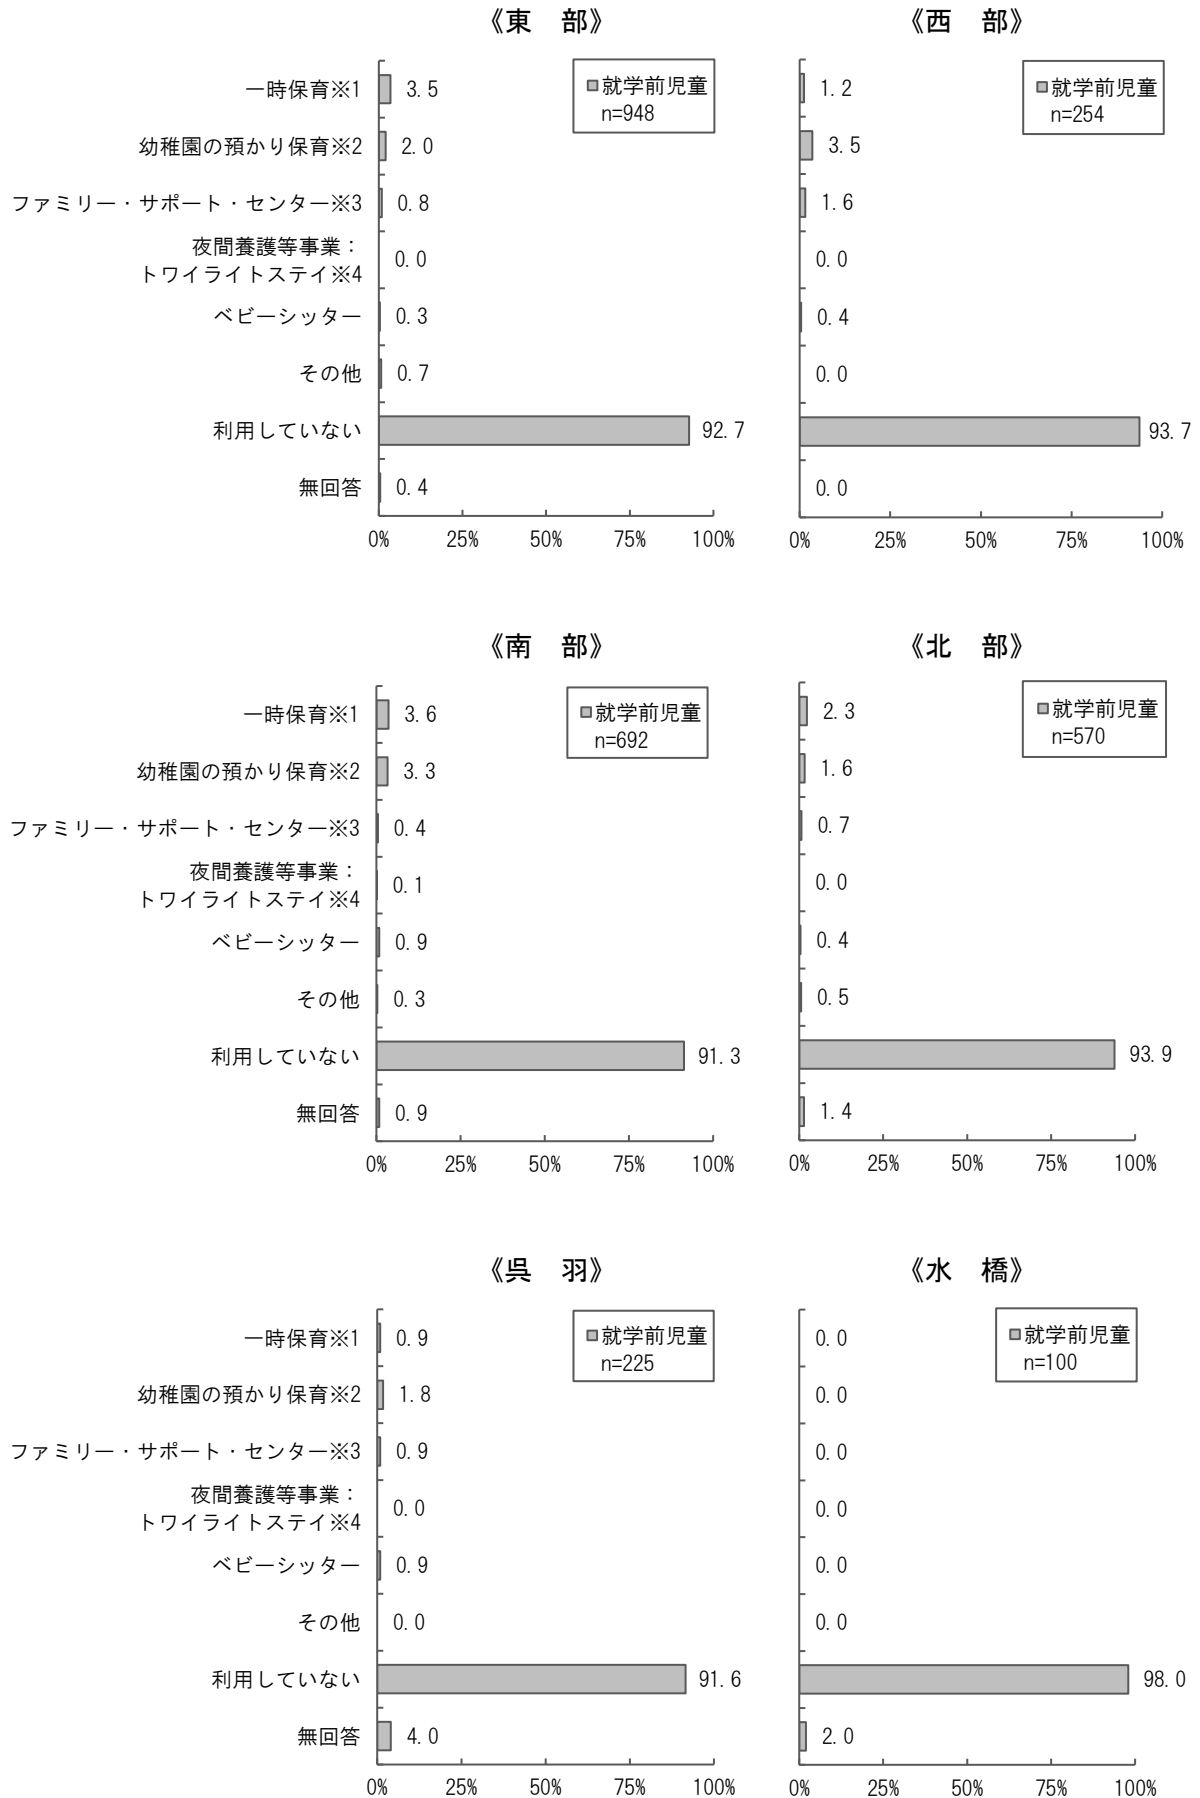 《東　部》
就学前児童
n=948
一時保育※1
3.5
幼稚園の預かり保育※2
2.0
ファミリー・サポート・センター※3
0.8
夜間養護等事業：
トワイライトステイ※4
0.0
ベビーシッター
0.3
その他
0.7
利用していない
92.7
無回答
0.4
0% 25% 50% 75% 100%
《西　部》
就学前児童
n=254
1.2
3.5
1.6
0.0
0.4
0.0
93.7
0.0
0% 25% 50% 75% 100%
《南　部》
就学前児童
n=692
一時保育※1
3.6
幼稚園の預かり保育※2
3.3
ファミリー・サポート・センター※3
0.4
夜間養護等事業：
トワイライトステイ※4
0.1
ベビーシッター
0.9
その他
0.3
利用していない
91.3
無回答
0.9
0% 25% 50% 75% 100%
《北　部》
就学前児童
n=570
2.3
1.6
0.7
0.0
0.4
0.5
93.9
1.4
0% 25% 50% 75% 100%
《呉　羽》
就学前児童
n=225
一時保育※1
0.9
幼稚園の預かり保育※2
1.8
ファミリー・サポート・センター※3
0.9
夜間養護等事業：
トワイライトステイ※4
0.0
ベビーシッター
0.9
その他
0.0
利用していない
91.6
無回答
4.0
0% 25% 50% 75% 100%
《水　橋》
就学前児童
n=100
0.0
0.0
0.0
0.0
0.0
0.0
98.0
2.0
0% 25% 50% 75% 100%